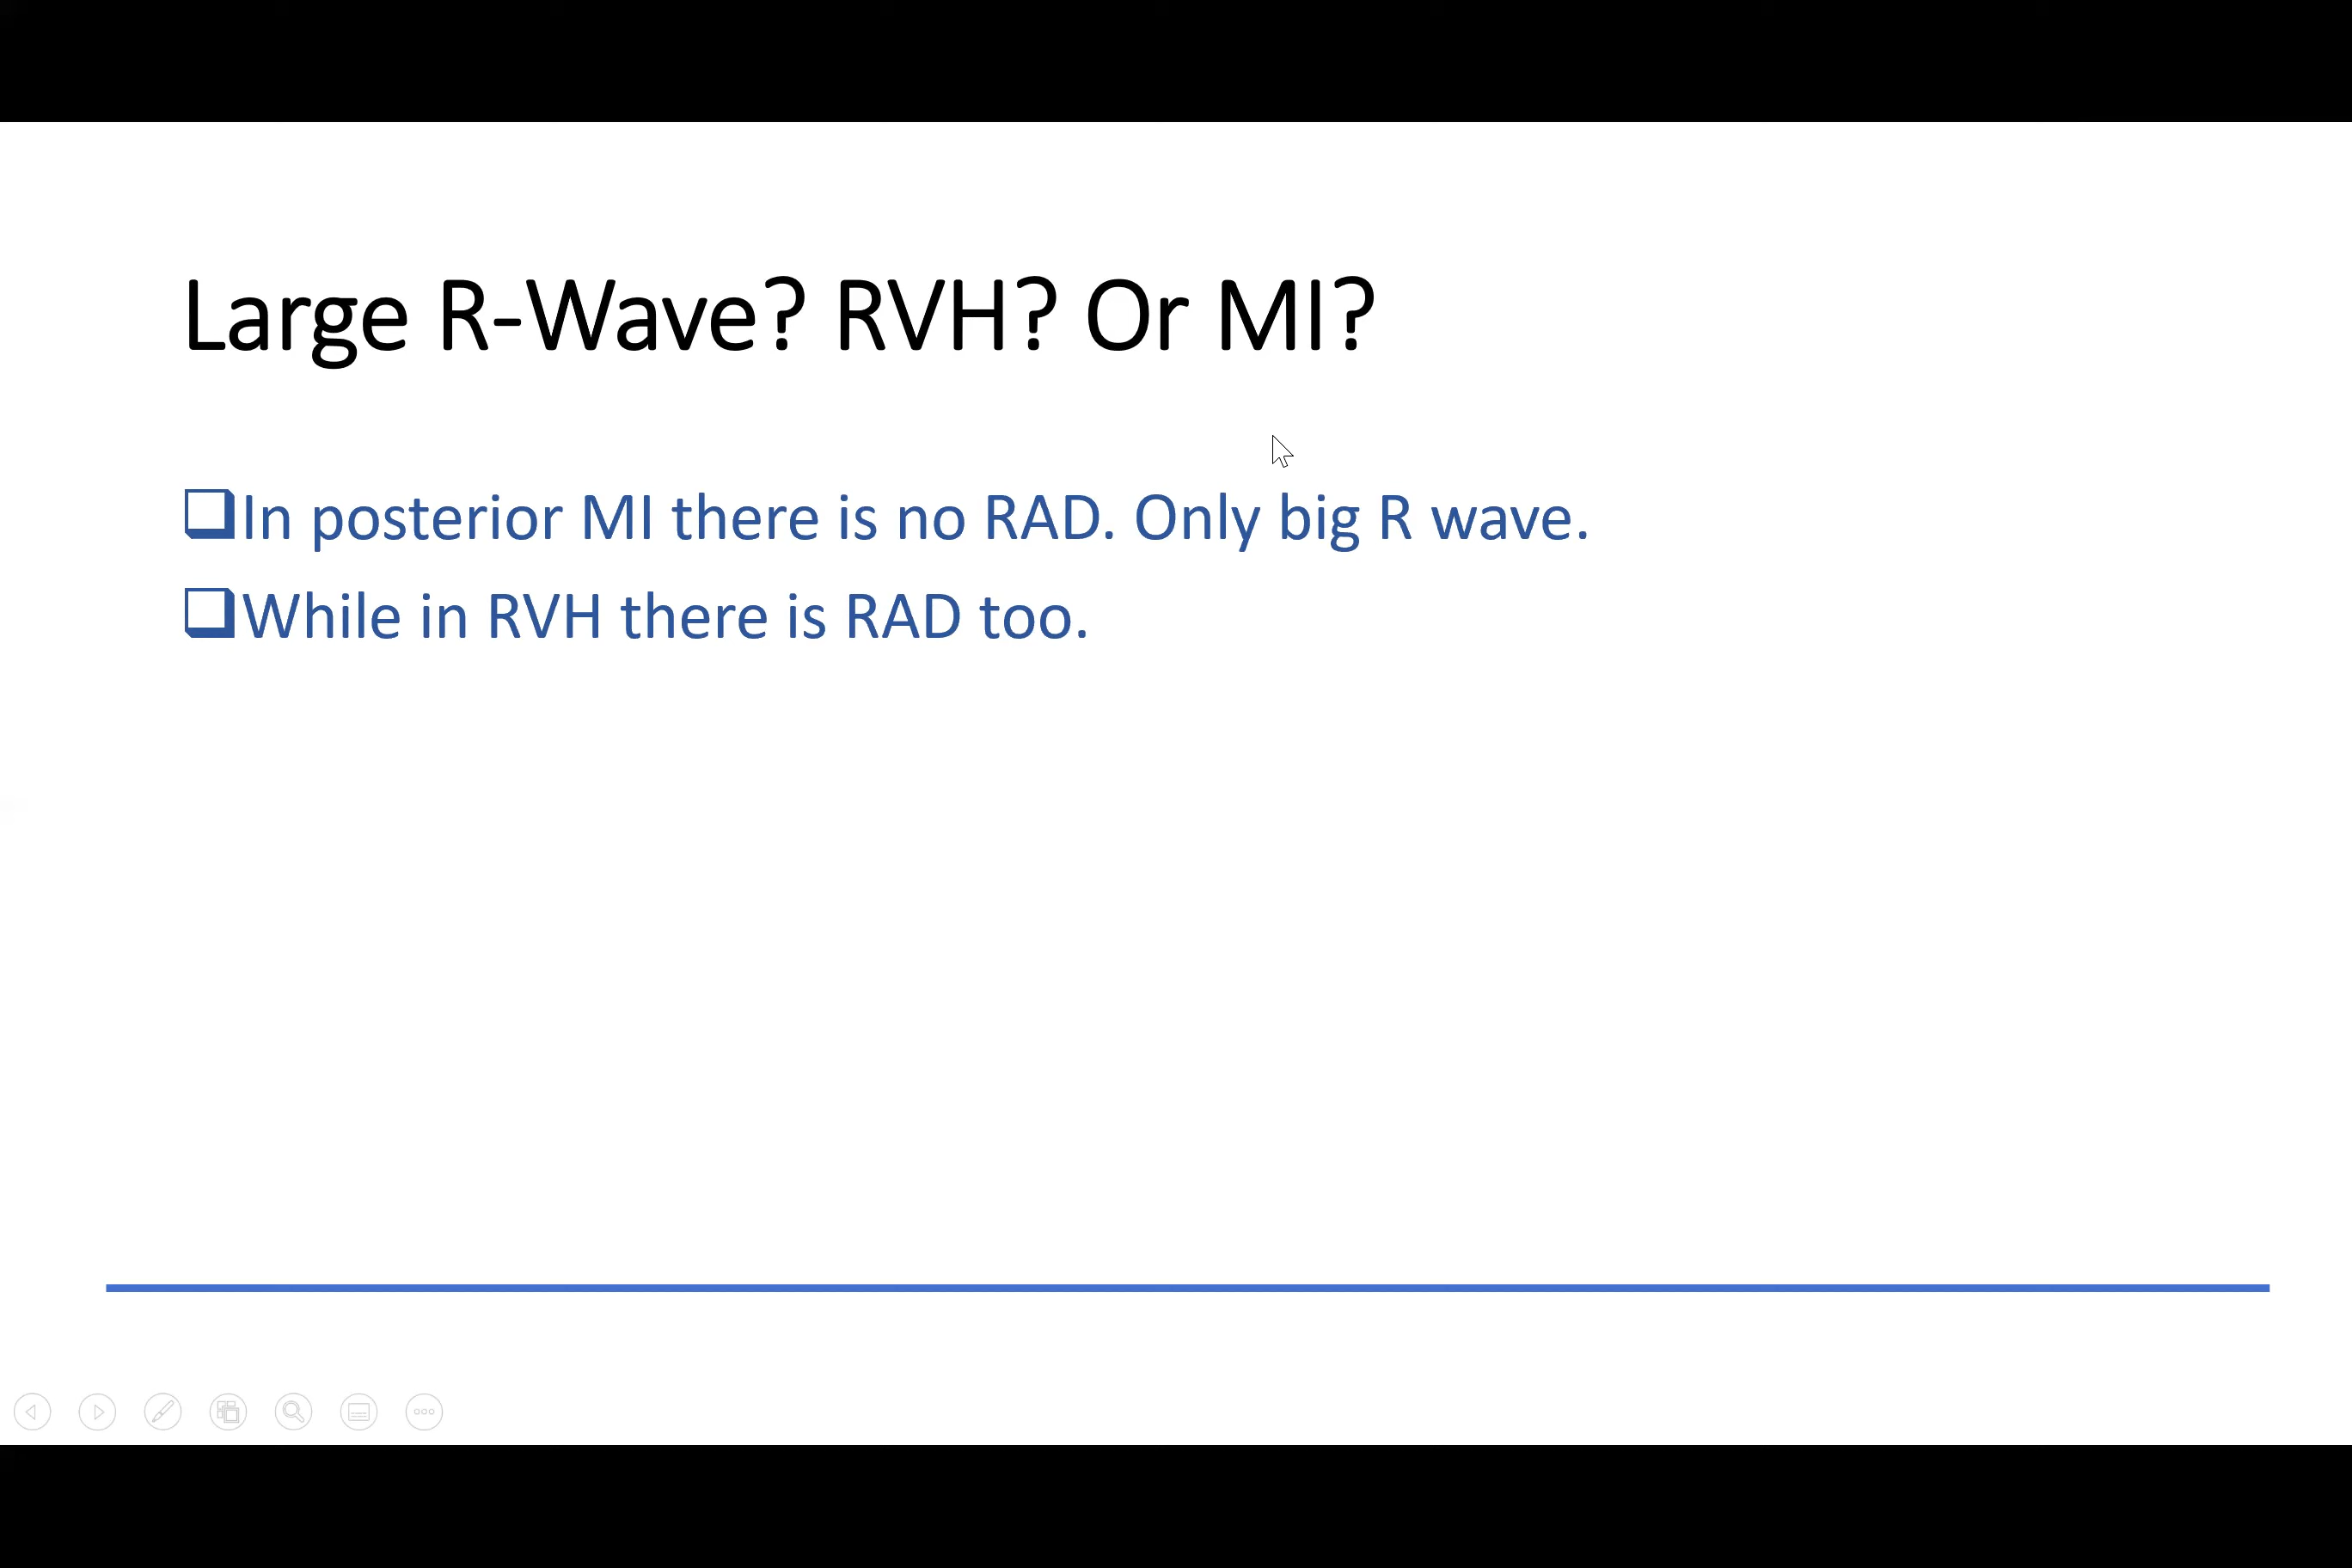 Large R-Wave? RVH? Or MI?
In posterior MI there is no RAD. Only big R wave.
While in RVH there is RAD too.